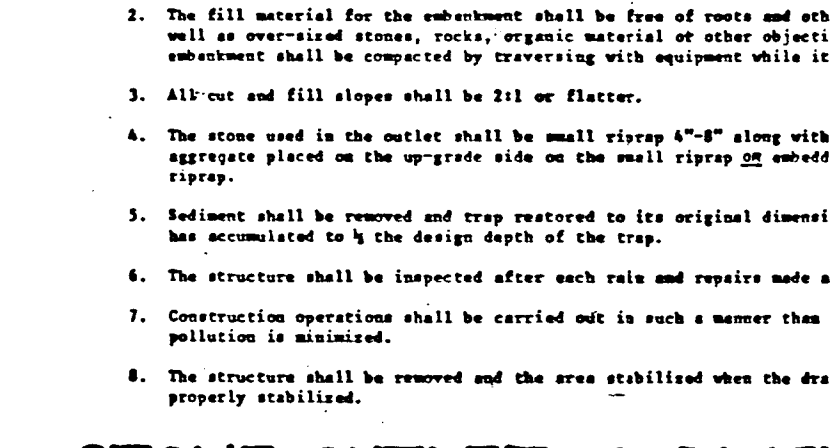 2. The fill material for the embankment shall be free of roots and oth
well as over-sized stones, rocks, organic material or other objecti
embankment shall be compacted by traversing with equipment while it
3. All cut and fill slopes shall be 2:1 or flatter.
4. The stone used in the outlet shall be small riprap 4"-8" along with
aggregate placed on the up-grade side on the small riprap OR embedd
riprap.
5. Sediment shall be removed and trap restored to its original dimensi
has accumulated to ½ the design depth of the trap.
6. The structure shall be inspected after each rain and repairs made a
7. Construction operations shall be carried out in such a manner than
pollution is minimized.
8. The structure shall be removed and the area stabilized when the dra
properly stabilized.